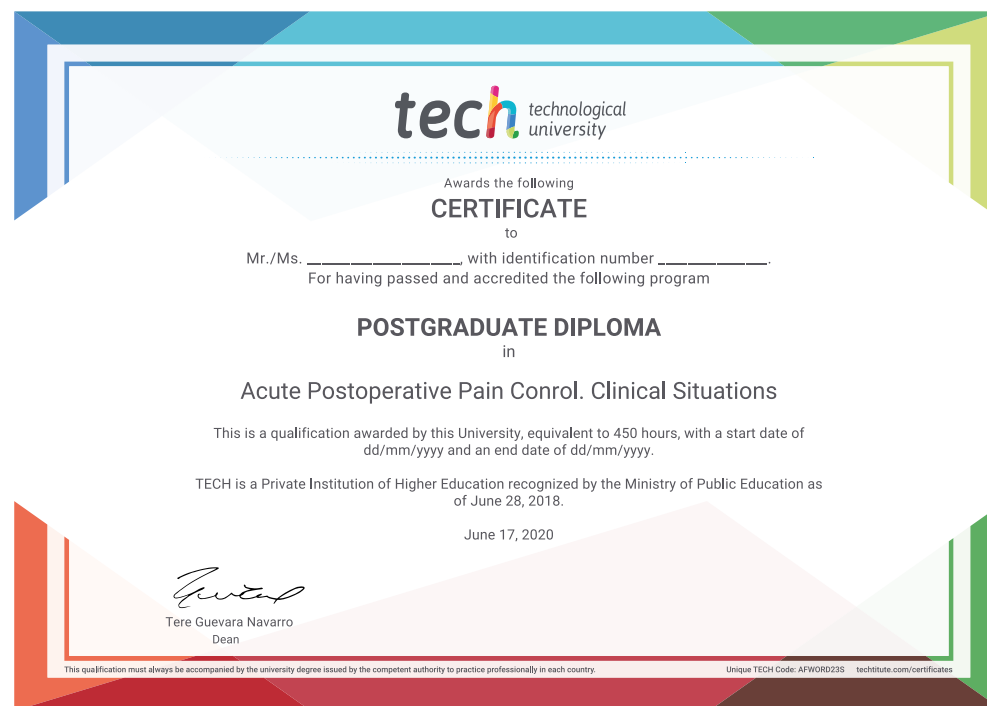 tech technological
university
Awards the following
CERTIFICATE
to
Mr./Ms. ____________________, with identification number ______________.
For having passed and accredited the following program
POSTGRADUATE DIPLOMA
in
Acute Postoperative Pain Conrol. Clinical Situations
This is a qualification awarded by this University, equivalent to 450 hours, with a start date of
dd/mm/yyyy and an end date of dd/mm/yyyy.
TECH is a Private Institution of Higher Education recognized by the Ministry of Public Education as
of June 28, 2018.
June 17, 2020
Tere Guevara Navarro
Dean
This qualification must always be accompanied by the university degree issued by the competent authority to practice professionally in each country.
Unique TECH Code: AFWORD23S techtitute.com/certificates